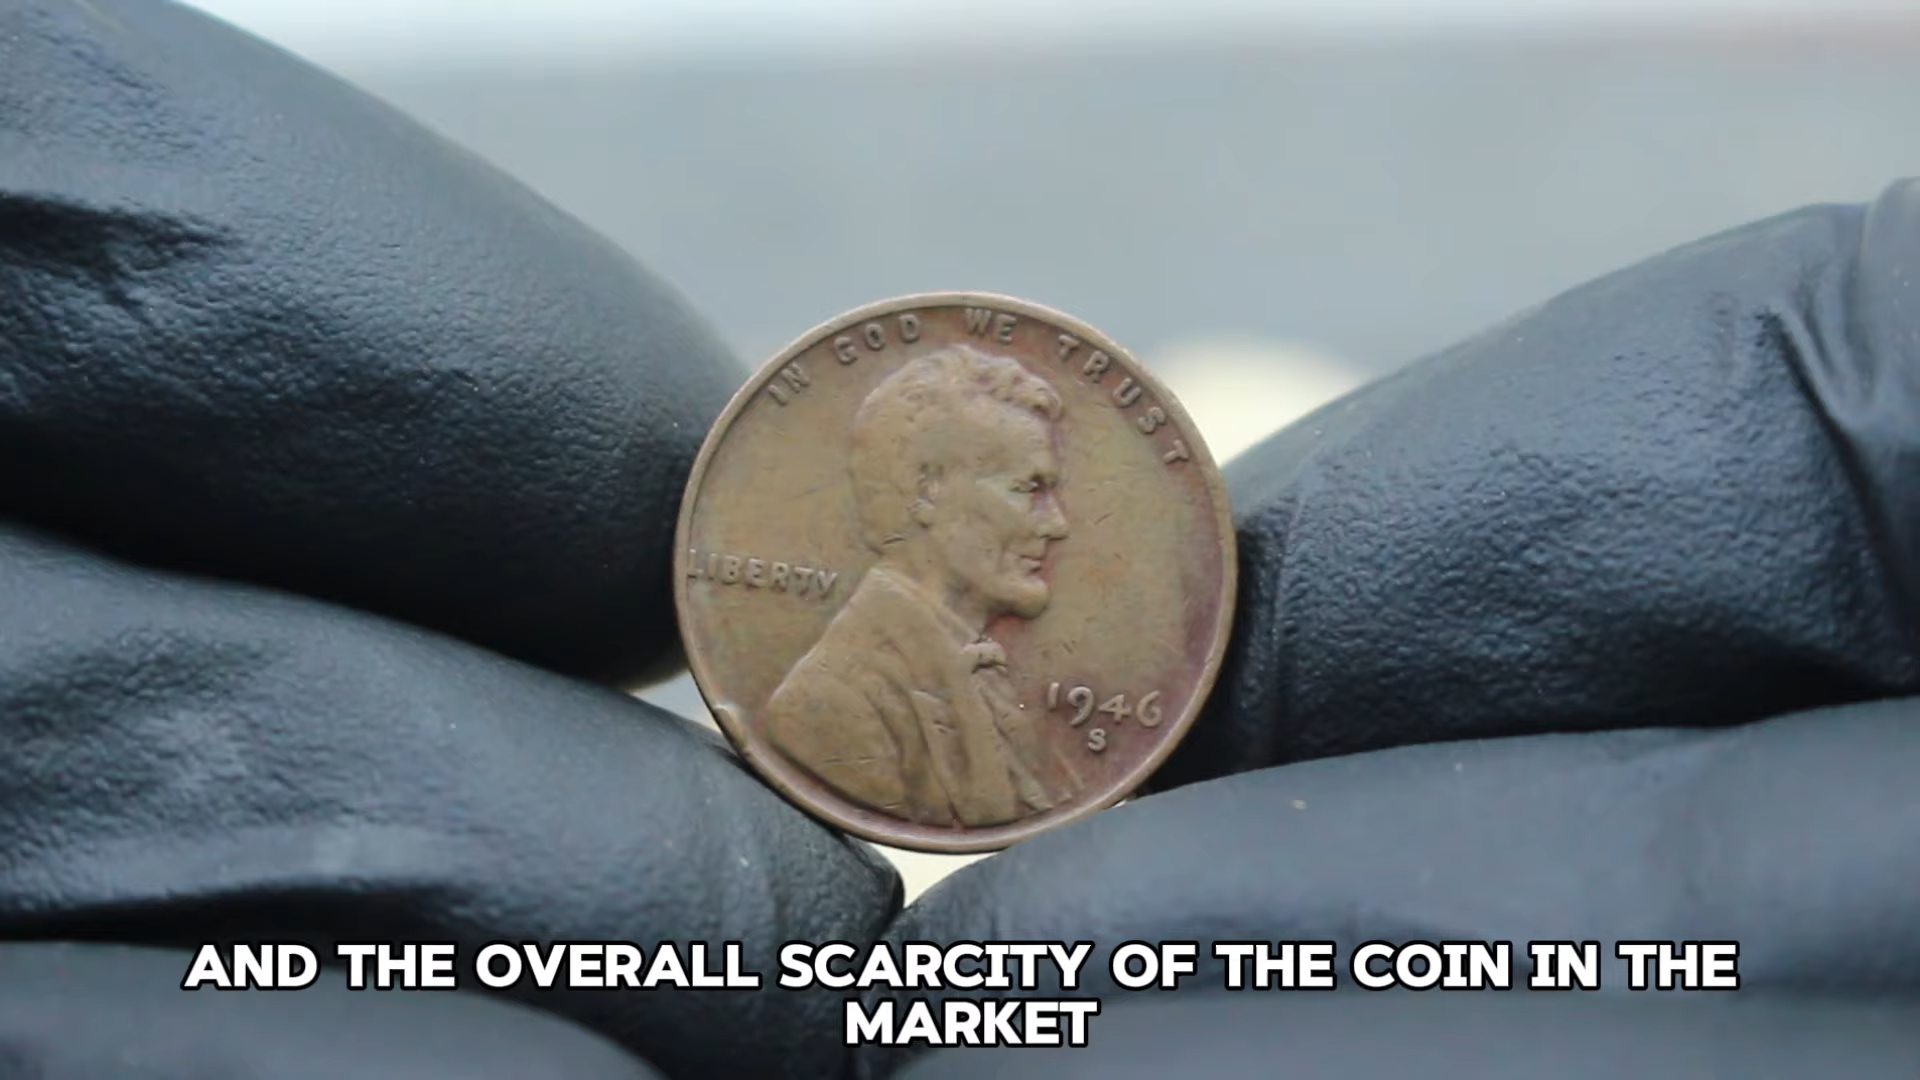 IN GOD WE TRUST
LIBERTY
1946
S
AND THE OVERALL SCARCITY OF THE COIN IN THE
MARKET